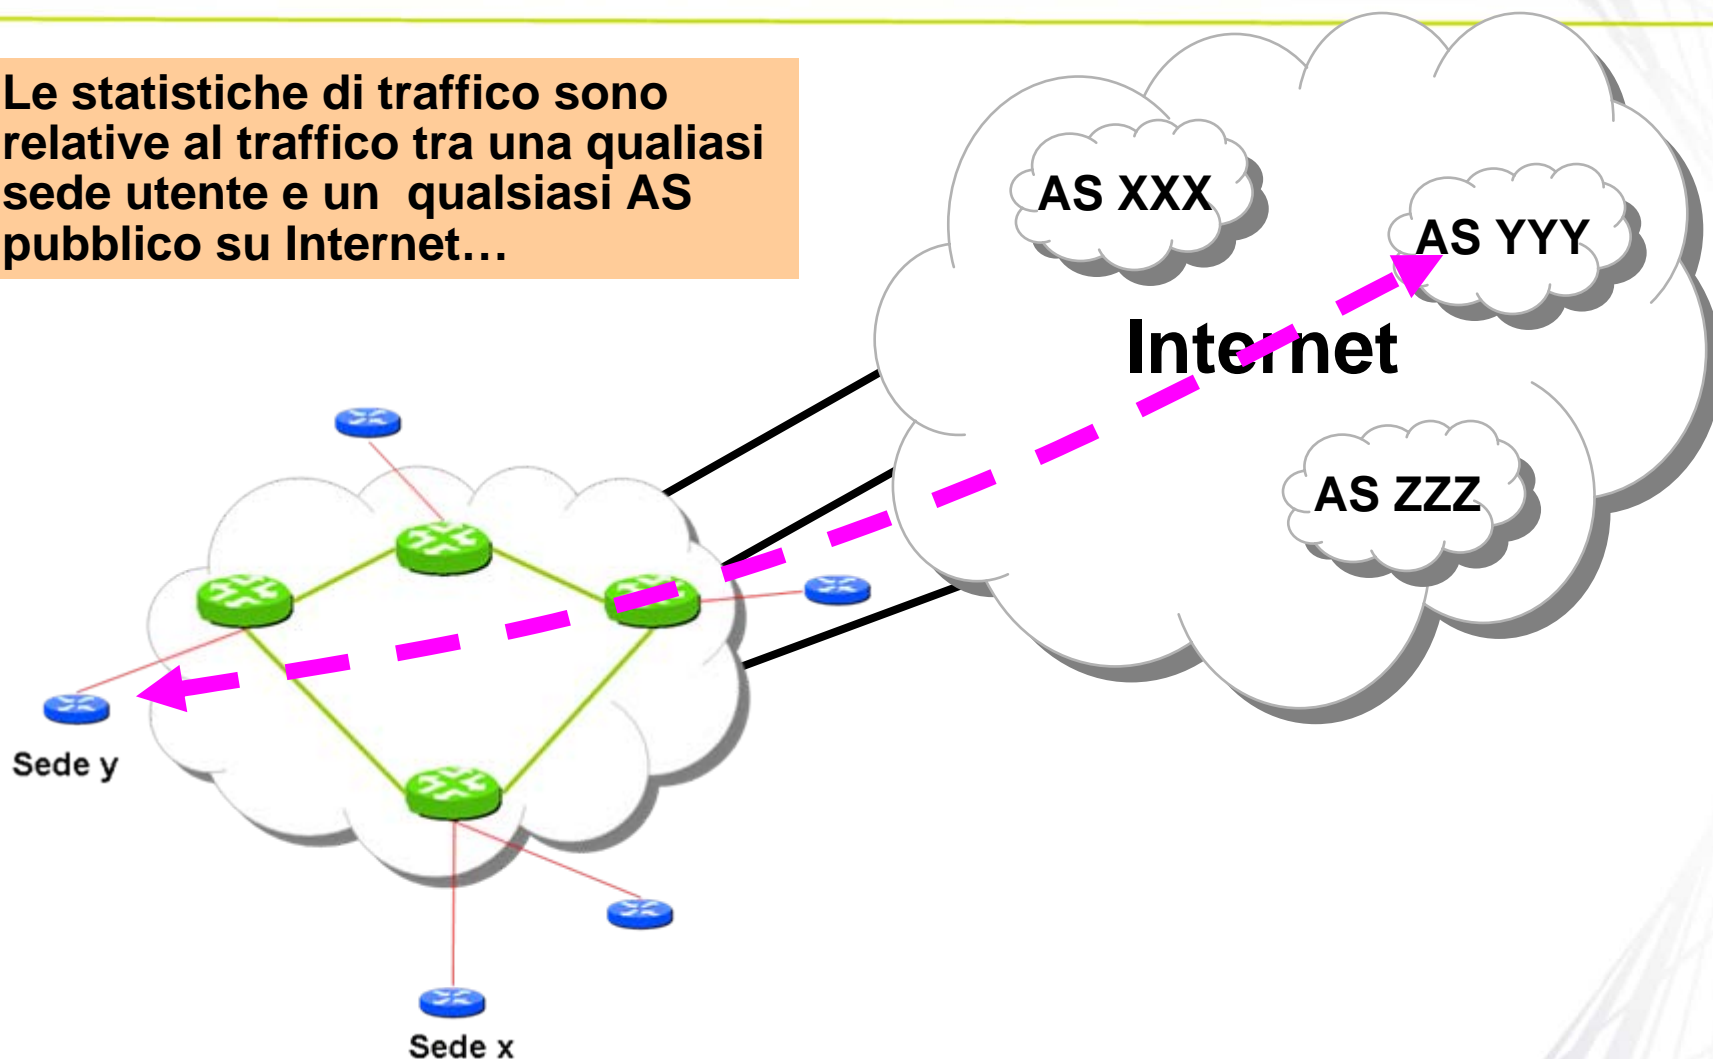 Le statistiche di traffico sono
relative al traffico tra una qualiasi
sede utente e un  qualsiasi AS
pubblico su Internet…
AS XXX
AS YYY
Internet
AS ZZZ
Sede y
Sede x